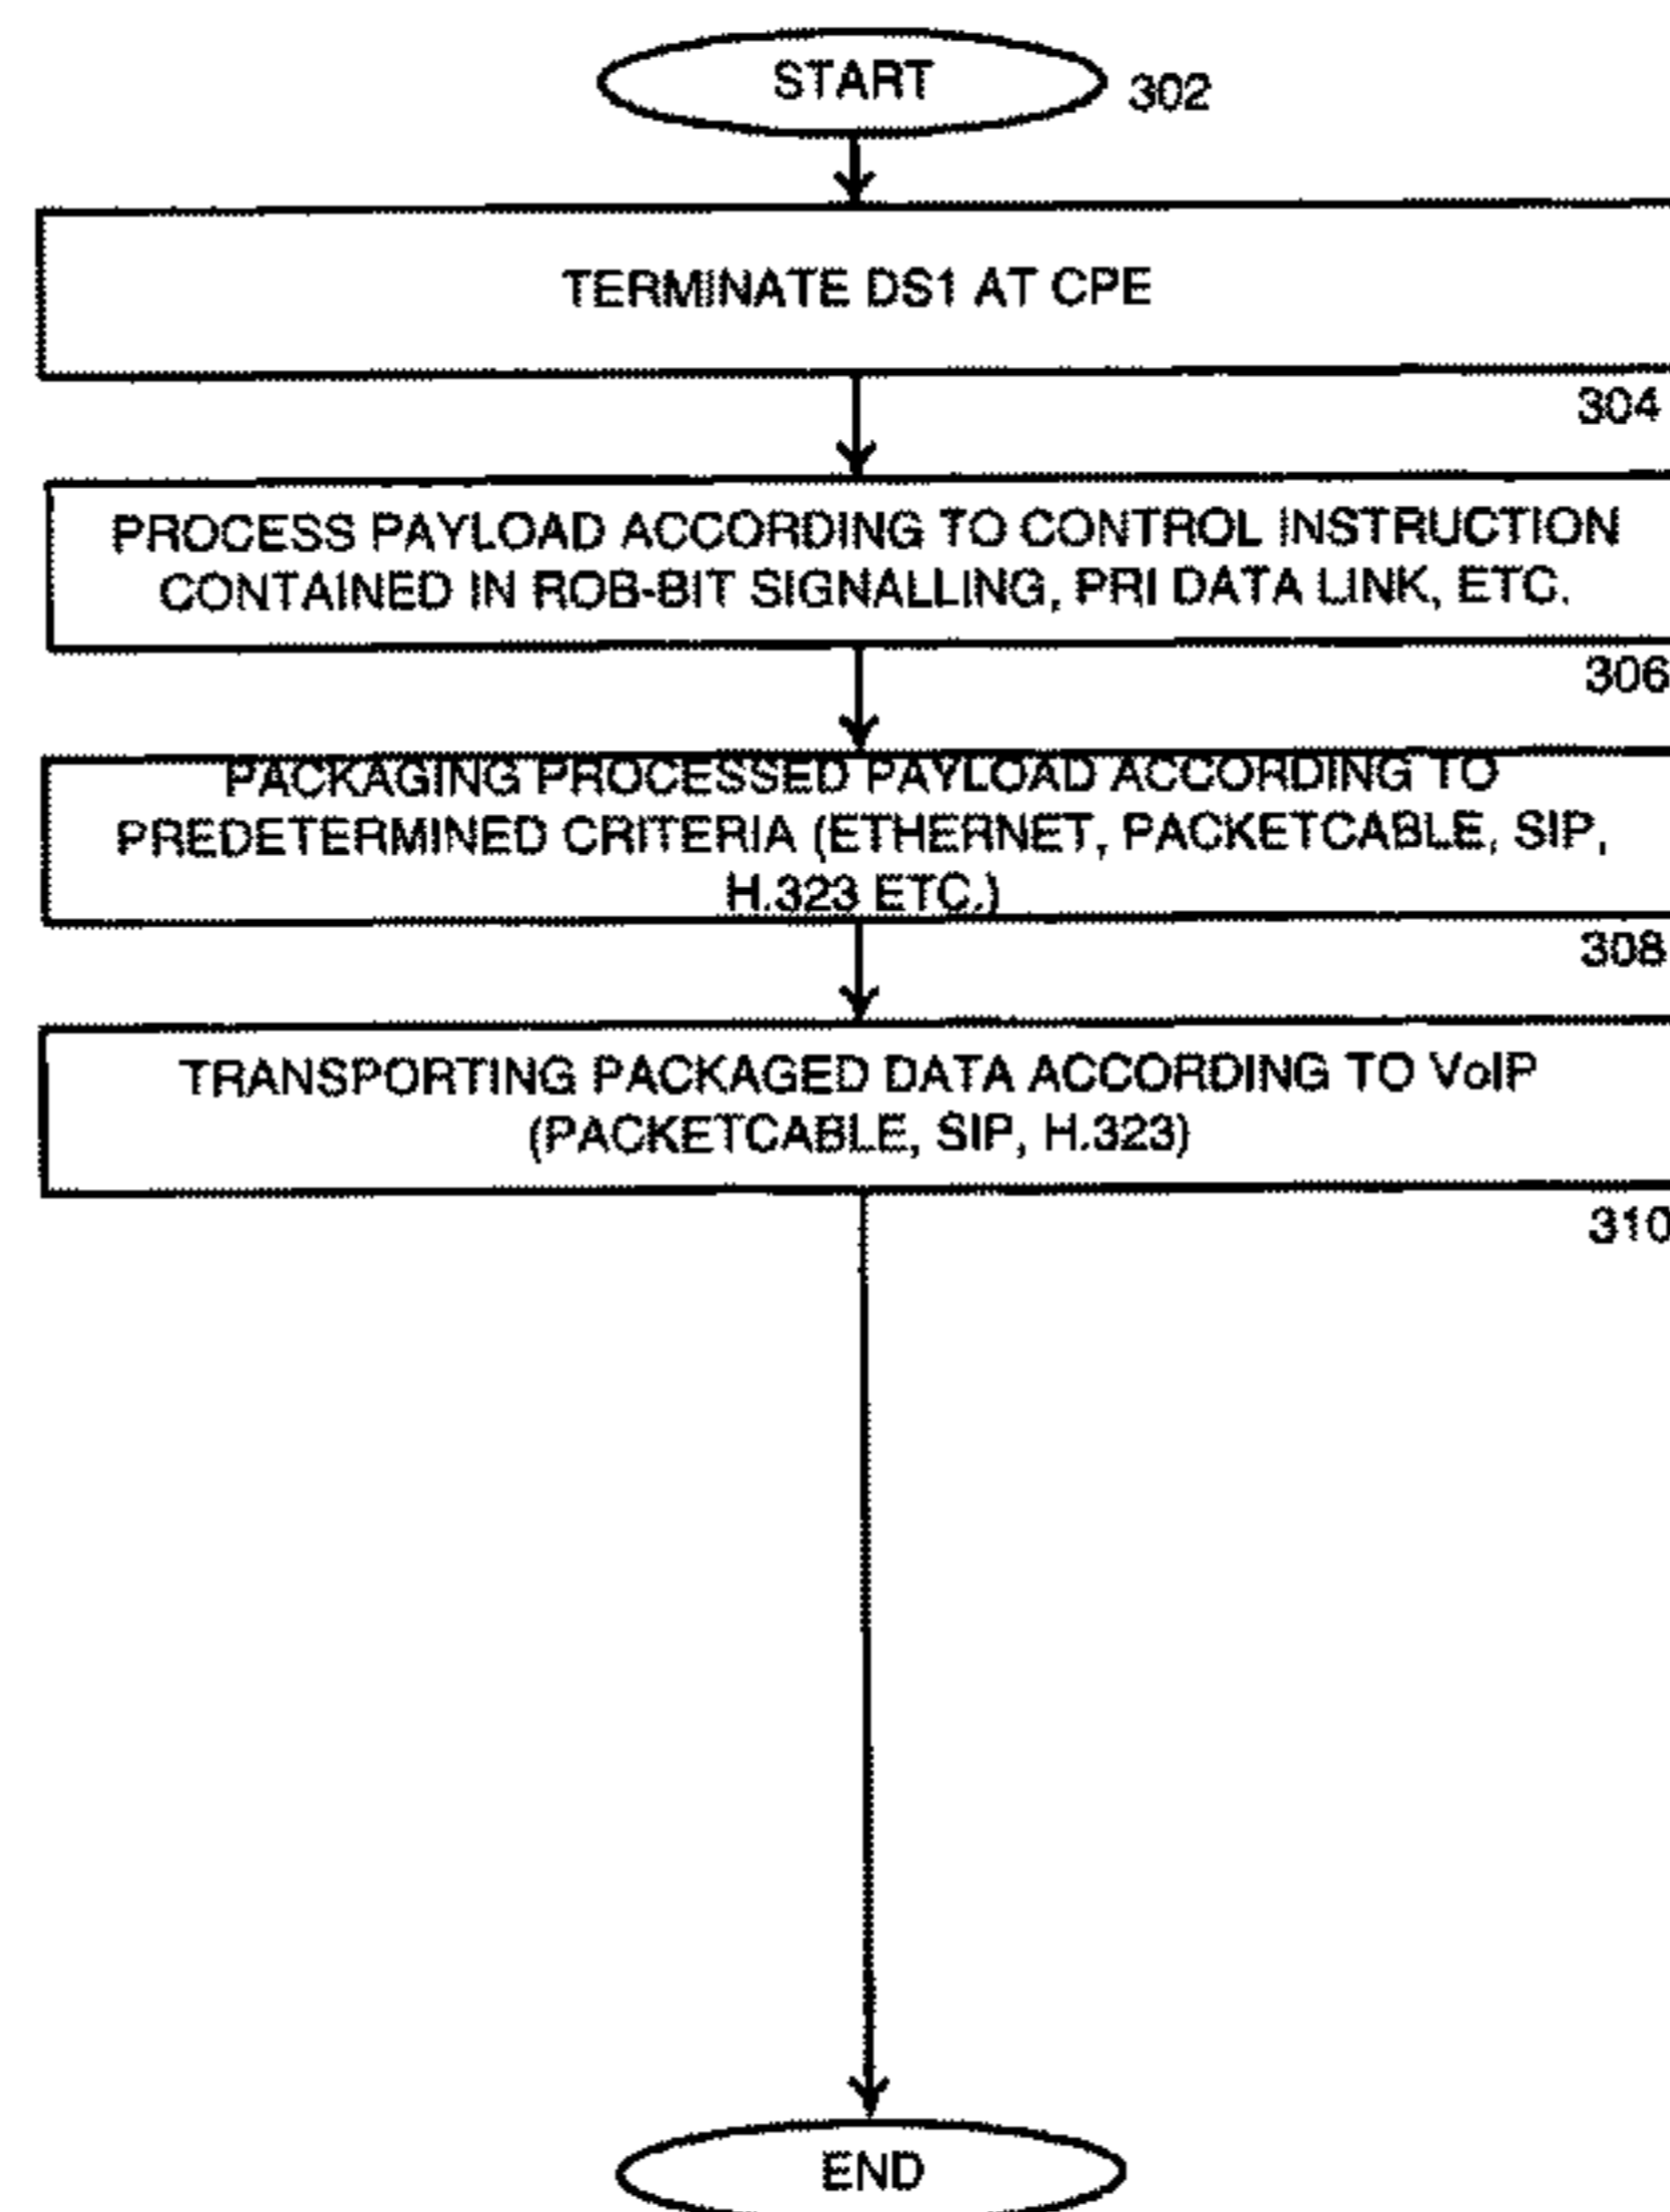 START 302
TERMINATE DS1 AT CPE
304
PROCESS PAYLOAD ACCORDING TO CONTROL INSTRUCTION
CONTAINED IN ROB-BIT SIGNALLING, PRI DATA LINK, ETC.
306
PACKAGING PROCESSED PAYLOAD ACCORDING TO
PREDETERMINED CRITERIA (ETHERNET, PACKETCABLE, SIP,
H.323 ETC.)
308
TRANSPORTING PACKAGED DATA ACCORDING TO VoIP
(PACKETCABLE, SIP, H.323)
310
END